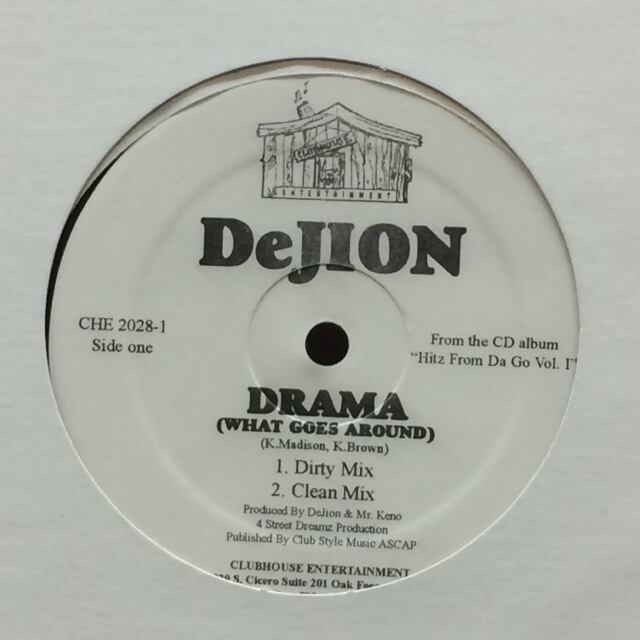 CLUBHOUSE
ENTERTAINMENT
DeJION
CHE 2028-1
Side one
From the CD album
"Hitz From Da Go Vol. I"
DRAMA
(WHAT GOES AROUND)
(K.Madison, K.Brown)
1. Dirty Mix
2. Clean Mix
Produced By DeJion & Mr. Keno
4 Street Dreamz Production
Published By Club Style Music ASCAP
CLUBHOUSE ENTERTAINMENT
S. Cicero Suite 201 Oak